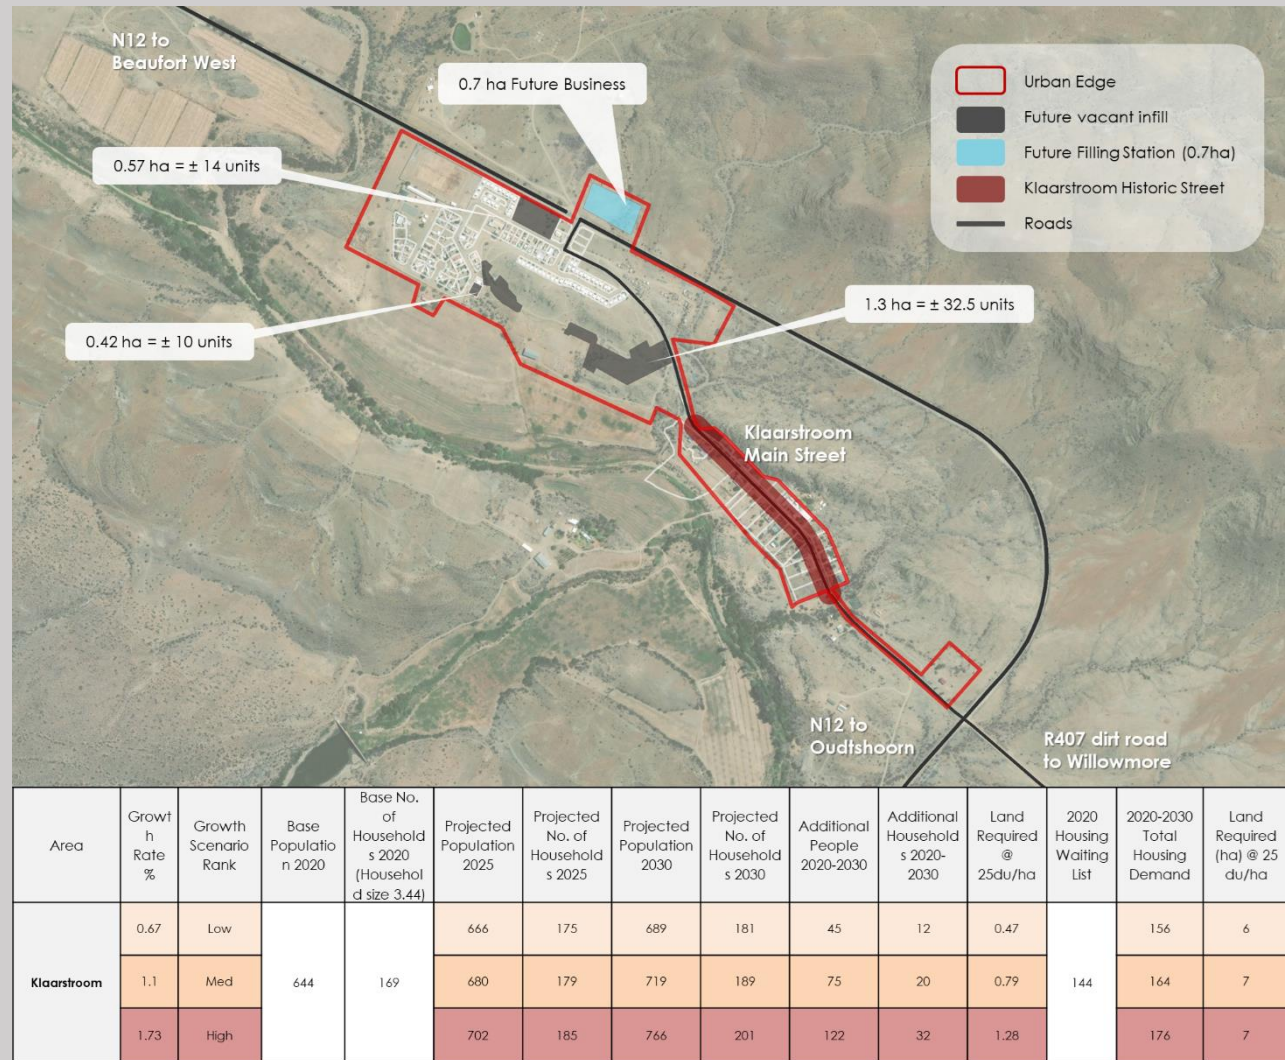 N12 to
Beaufort West
0.7 ha Future Business
0.57 ha = ± 14 units
0.42 ha = ± 10 units
1.3 ha = ± 32.5 units
Urban Edge
Future vacant infill
Future Filling Station (0.7ha)
Klaarstroom Historic Street
Roads
Klaarstroom
Main Street
N12 to
Oudtshoorn
R407 dirt road
to Willowmore
Area
Growt
h
Rate
%
Growth
Scenario
Rank
Base
Populatio
n 2020
Base No.
of
Household
s 2020
(Househol
d size 3.44)
Projected
Population
2025
Projected
No. of
Household
s 2025
Projected
Population
2030
Projected
No. of
Household
s 2030
Additional
People
2020-2030
Additional
Household
s 2020-
2030
Land
Required
@
25du/ha
2020
Housing
Waiting
List
2020-2030
Total
Housing
Demand
Land
Required
(ha) @ 25
du/ha
Klaarstroom
644
169
144
0.67 Low 666 175 689 181 45 12 0.47 156 6
1.1 Med 680 179 719 189 75 20 0.79 164 7
1.73 High 702 185 766 201 122 32 1.28 176 7